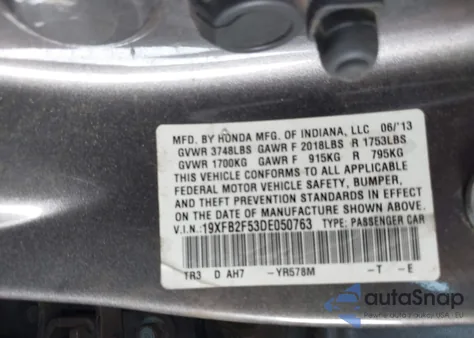 MFD. BY HONDA MFG. OF INDIANA, LLC 06/'13
GVWR 3748LBS GAWR F 2018LBS R 1753LBS
GVWR 1700KG GAWR F 915KG R 795KG
THIS VEHICLE CONFORMS TO ALL APPLICABLE
FEDERAL MOTOR VEHICLE SAFETY, BUMPER,
AND THEFT PREVENTION STANDARDS IN EFFECT
ON THE DATE OF MANUFACTURE SHOWN ABOVE.
V.I.N.:19XFB2F53DE050763 TYPE: PASSENGER CAR
TR3 D AH7 -YR578M -T -E
autoSnap